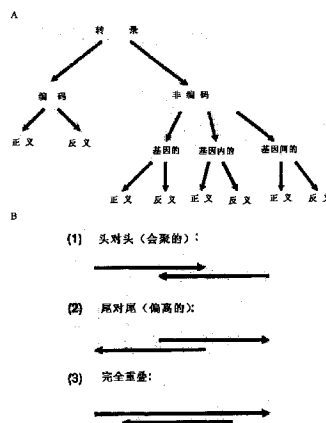 A
转 录
编 码 非 编 码
正 义 反 义 基因的 基因内的 基因间的
正 义 反 义 正 义 反 义 正 义 反 义
B
(1) 头对头(会聚的):
(2) 尾对尾(偏离的):
(3) 完全重叠: